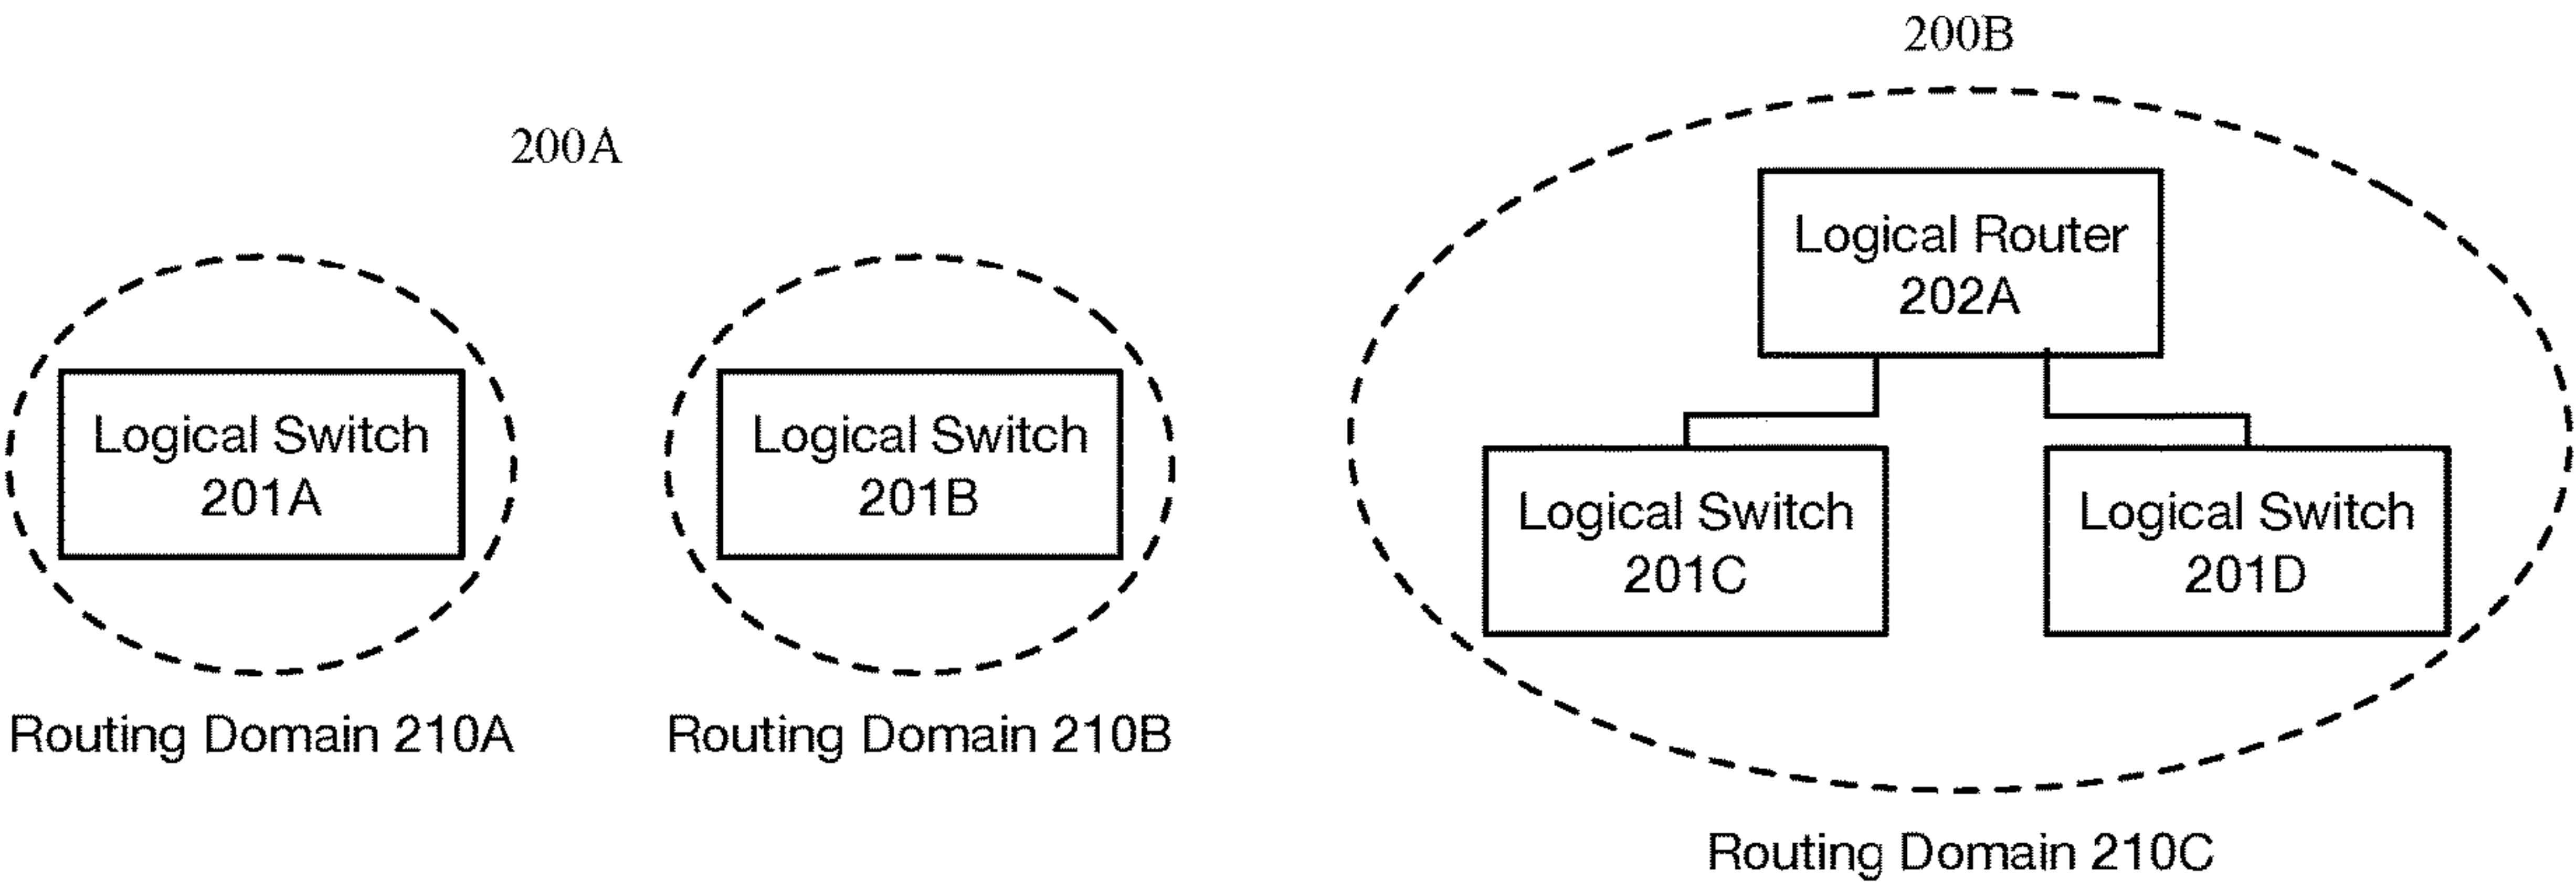 200A
Logical Switch
201A
Routing Domain 210A
Logical Switch
201B
Routing Domain 210B
200B
Logical Router
202A
Logical Switch
201C
Logical Switch
201D
Routing Domain 210C